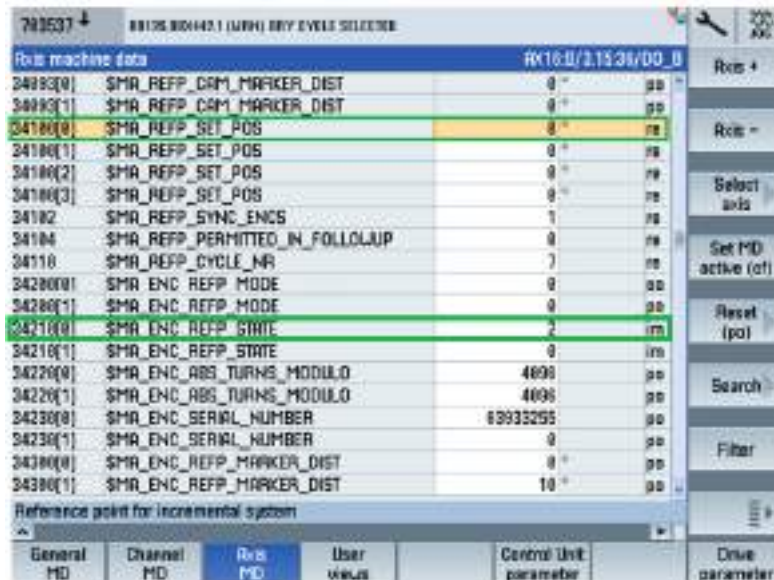 703537
DRY CYCLE SELECTED
Axis machine data AX16:B/3.15:36/DO_B
34093[0] $MA_REFP_CAM_MARKER_DIST 0 ° po
34093[1] $MA_REFP_CAM_MARKER_DIST 0 ° po
34100[0] $MA_REFP_SET_POS 0 ° re
34100[1] $MA_REFP_SET_POS 0 ° re
34100[2] $MA_REFP_SET_POS 0 ° re
34100[3] $MA_REFP_SET_POS 0 ° re
34102 $MA_REFP_SYNC_ENCS 1 re
34104 $MA_REFP_PERMITTED_IN_FOLLOWUP 0 re
34110 $MA_REFP_CYCLE_NR 7 re
34200[0] $MA_ENC_REFP_MODE 0 po
34200[1] $MA_ENC_REFP_MODE 0 po
34210[0] $MA_ENC_REFP_STATE 2 im
34210[1] $MA_ENC_REFP_STATE 0 im
34220[0] $MA_ENC_ABS_TURNS_MODULO 4096 po
34220[1] $MA_ENC_ABS_TURNS_MODULO 4096 po
34230[0] $MA_ENC_SERIAL_NUMBER 63933255 po
34230[1] $MA_ENC_SERIAL_NUMBER 0 po
34300[0] $MA_ENC_REFP_MARKER_DIST 0 ° po
34300[1] $MA_ENC_REFP_MARKER_DIST 10 ° po
Reference point for incremental system
Axis +
Axis -
Select
axis
Set MD
active (cf)
Reset
(po)
Search
Filter
General
MD
Channel
MD
Axis
MD
User
views
Control Unit
parameter
Drive
parameter